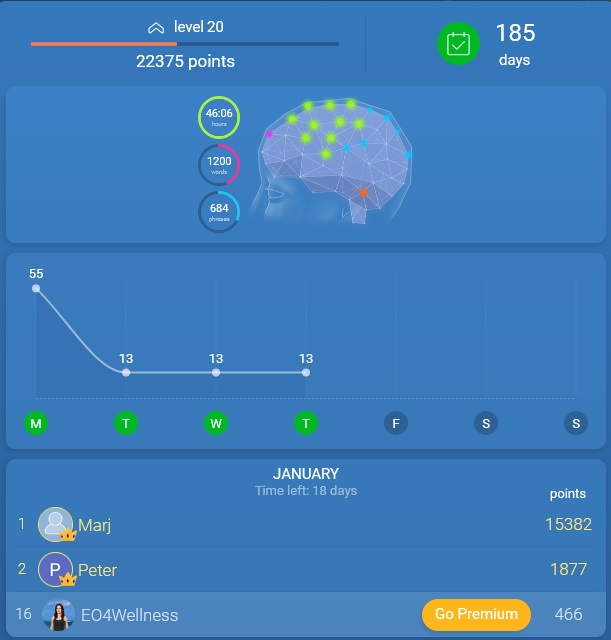 level 20
22375 points
185
days
46:06
hours
1200
words
684
phrases
55
13 13 13
M T W T F S S
JANUARY
Time left: 18 days
points
1 Marj 15382
2 P Peter 1877
16 EO4Wellness Go Premium 466